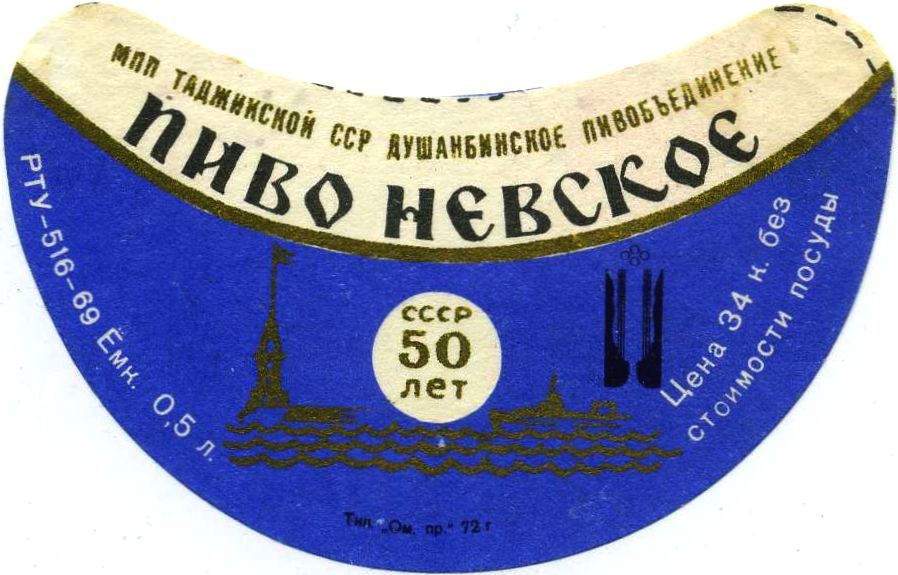 МПП ТАДЖИКСКОЙ ССР ДУШАНБИНСКОЕ ПИВОБЪЕДИНЕНИЕ
ПИВО НЕВСКОЕ
РТУ-516-69 Ёмк. 0,5 л.
СССР
50
лет
Цена 34 к. без
стоимости посуды
Тип. „Ом. пр.“ 72 г